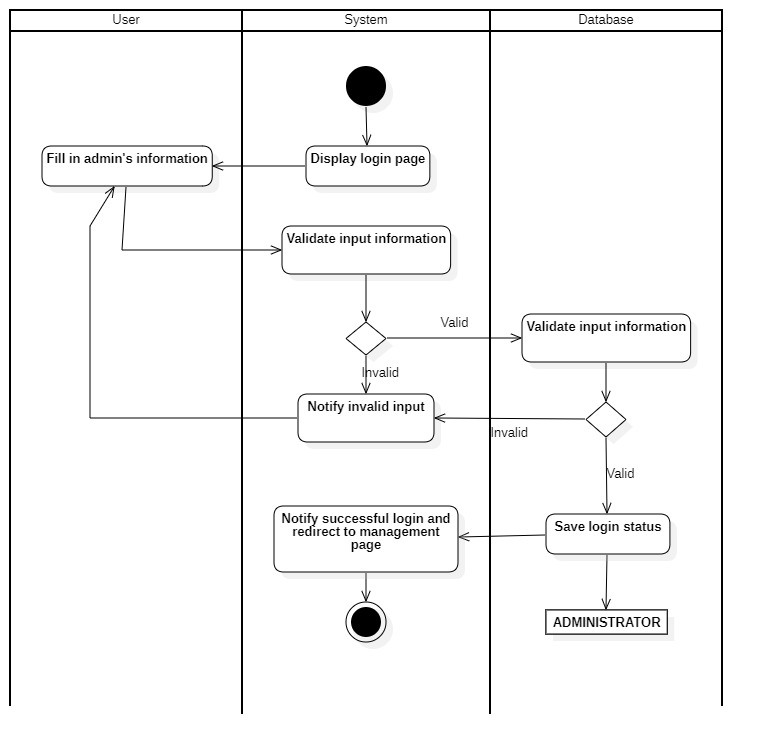 User
System
Database
Fill in admin's information
Display login page
Validate input information
Valid
Validate input information
Invalid
Notify invalid input
Invalid
Valid
Notify successful login and
redirect to management
page
Save login status
ADMINISTRATOR